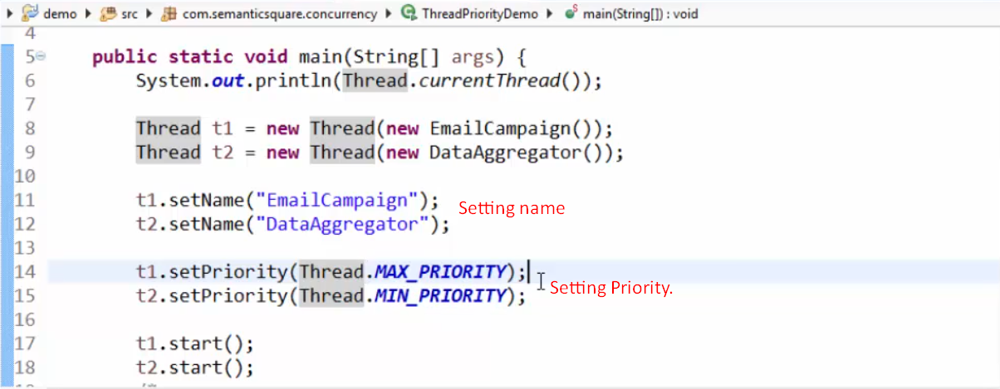 demo src com.semanticsquare.concurrency ThreadPriorityDemo main(String[]) : void
4
5 public static void main(String[] args) {
6 System.out.println(Thread.currentThread());
7
8 Thread t1 = new Thread(new EmailCampaign());
9 Thread t2 = new Thread(new DataAggregator());
10
11 t1.setName("EmailCampaign"); Setting name
12 t2.setName("DataAggregator");
13
14 t1.setPriority(Thread.MAX_PRIORITY);
15 t2.setPriority(Thread.MIN_PRIORITY); Setting Priority.
16
17 t1.start();
18 t2.start();